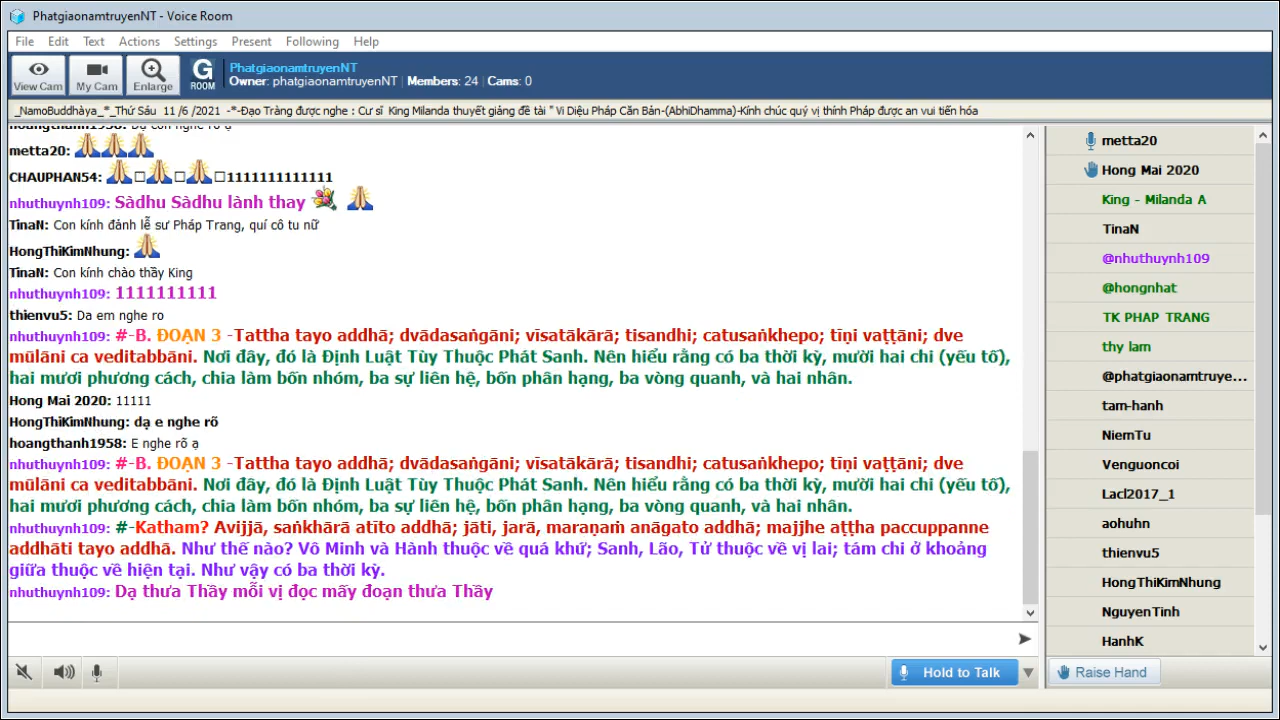 PhatgiaonamtruyenNT - Voice Room
File Edit Text Actions Settings Present Following Help
View Cam
My Cam
Enlarge
G
ROOM
PhatgiaonamtruyenNT
Owner: phatgiaonamtruyenNT | Members: 24 | Cams: 0
_NamoBuddhàya_*_Thứ Sáu 11/6 /2021 -*-Đạo Tràng được nghe : Cư sĩ King Milanda thuyết giảng đề tài " Vi Diệu Pháp Căn Bản-(AbhiDhamma)-Kính chúc quý vị thính Pháp được an vui tiến hóa
hoangthanh1958: Dạ con nghe rõ ạ
metta20:
CHAUPHAN54: 1111111111111
nhuthuynh109: Sàdhu Sàdhu lành thay
TinaN: Con kính đảnh lễ sư Pháp Trang, quí cô tu nữ
HongThiKimNhung:
TinaN: Con kính chào thầy King
nhuthuynh109: 1111111111
thienvu5: Da em nghe ro
nhuthuynh109: #-B. ĐOẠN 3 -Tattha tayo addhā; dvādasaṅgāni; vīsatākārā; tisandhi; catusaṅkhepo; tīṇi vaṭṭāni; dve
mūlāni ca veditabbāni. Nơi đây, đó là Định Luật Tùy Thuộc Phát Sanh. Nên hiểu rằng có ba thời kỳ, mười hai chi (yếu tố),
hai mươi phương cách, chia làm bốn nhóm, ba sự liên hệ, bốn phân hạng, ba vòng quanh, và hai nhân.
Hong Mai 2020: 11111
HongThiKimNhung: dạ e nghe rõ
hoangthanh1958: E nghe rõ ạ
nhuthuynh109: #-B. ĐOẠN 3 -Tattha tayo addhā; dvādasaṅgāni; vīsatākārā; tisandhi; catusaṅkhepo; tīṇi vaṭṭāni; dve
mūlāni ca veditabbāni. Nơi đây, đó là Định Luật Tùy Thuộc Phát Sanh. Nên hiểu rằng có ba thời kỳ, mười hai chi (yếu tố),
hai mươi phương cách, chia làm bốn nhóm, ba sự liên hệ, bốn phân hạng, ba vòng quanh, và hai nhân.
nhuthuynh109: #-Katham? Avijjā, saṅkhārā atīto addhā; jāti, jarā, maraṇaṁ anāgato addhā; majjhe aṭṭha paccuppanne
addhāti tayo addhā. Như thế nào? Vô Minh và Hành thuộc về quá khứ; Sanh, Lão, Tử thuộc về vị lai; tám chi ở khoảng
giữa thuộc về hiện tại. Như vậy có ba thời kỳ.
nhuthuynh109: Dạ thưa Thầy mỗi vị đọc mấy đoạn thưa Thầy
metta20
Hong Mai 2020
King - Milanda A
TinaN
@nhuthuynh109
@hongnhat
TK PHAP TRANG
thy lam
@phatgiaonamtruye...
tam-hanh
NiemTu
Venguoncoi
Lacl2017_1
aohuhn
thienvu5
HongThiKimNhung
NguyenTinh
HanhK
Hold to Talk
Raise Hand